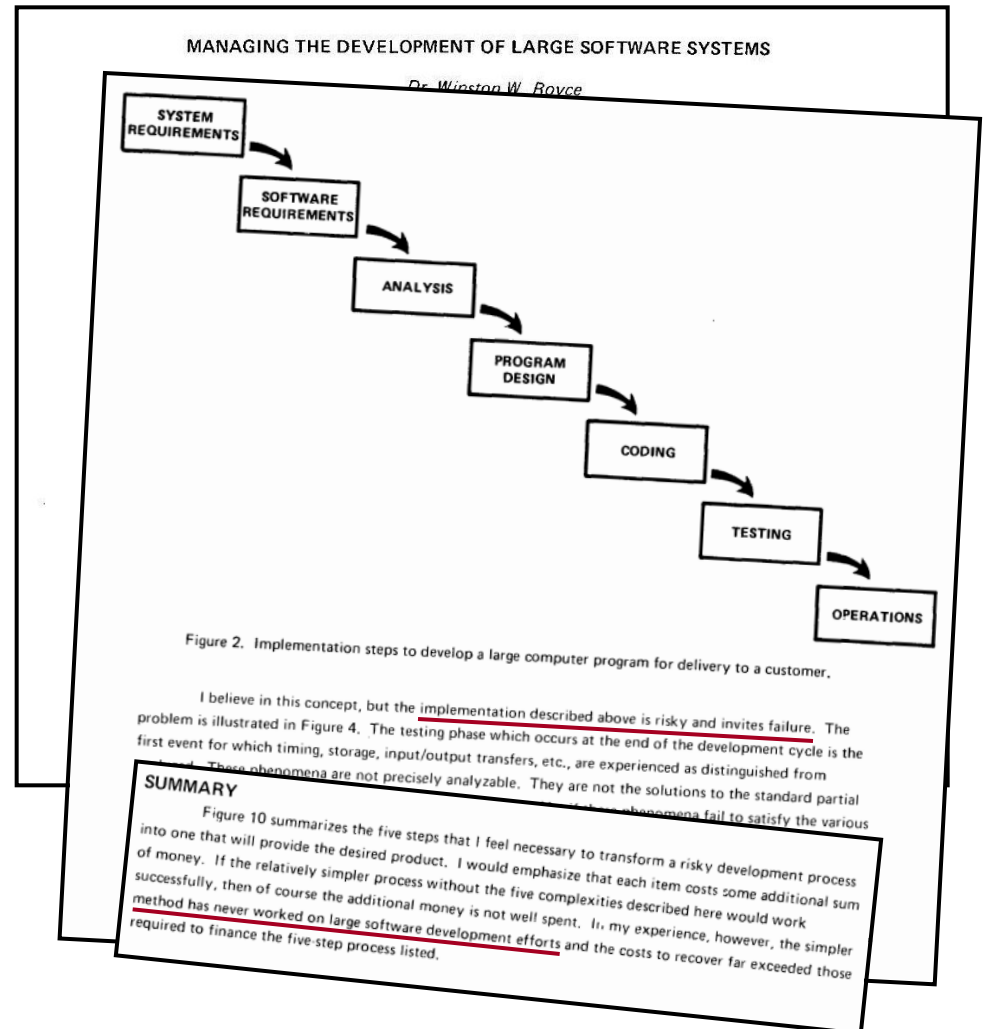 MANAGING THE DEVELOPMENT OF LARGE SOFTWARE SYSTEMS
Dr. Winston W. Royce
SYSTEM
REQUIREMENTS
SOFTWARE
REQUIREMENTS
ANALYSIS
PROGRAM
DESIGN
CODING
TESTING
OPERATIONS
Figure 2. Implementation steps to develop a large computer program for delivery to a customer.
I believe in this concept, but the implementation described above is risky and invites failure. The
problem is illustrated in Figure 4. The testing phase which occurs at the end of the development cycle is the
first event for which timing, storage, input/output transfers, etc., are experienced as distinguished from
These phenomena are not precisely analyzable. They are not the solutions to the standard partial
phenomena fail to satisfy the various
SUMMARY
Figure 10 summarizes the five steps that I feel necessary to transform a risky development process
into one that will provide the desired product. I would emphasize that each item costs some additional sum
of money. If the relatively simpler process without the five complexities described here would work
successfully, then of course the additional money is not well spent. In my experience, however, the simpler
method has never worked on large software development efforts and the costs to recover far exceeded those
required to finance the five-step process listed.